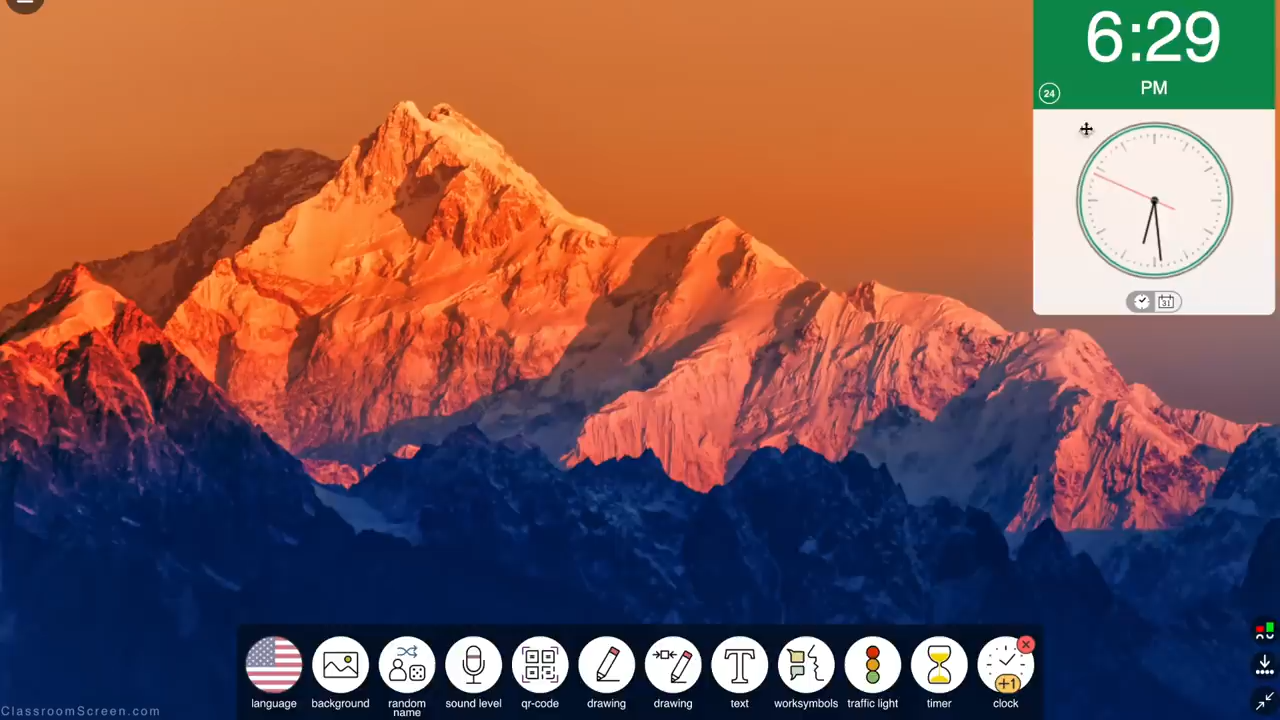 6:29
PM
24
31
+1
language
background
random
name
sound level
qr-code
drawing
drawing
text
worksymbols
traffic light
timer
clock
ClassroomScreen.com